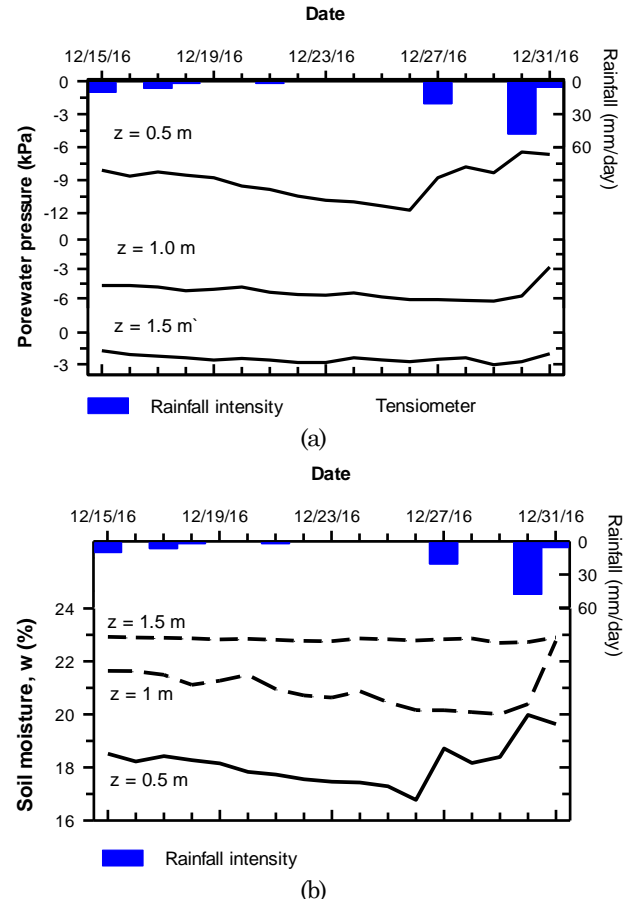 Date
12/15/16 12/19/16 12/23/16 12/27/16 12/31/16
0 0
-3 30
-6 60
-9
-12
z = 0.5 m
0
-3
-6
z = 1.0 m
0
-3
z = 1.5 m`
Porewater pressure (kPa)
Rainfall (mm/day)
Rainfall intensity Tensiometer
(a)
Date
12/15/16 12/19/16 12/23/16 12/27/16 12/31/16
0
30
60
24
22
20
18
16
z = 1.5 m
z = 1 m
z = 0.5 m
Soil moisture, w (%)
Rainfall (mm/day)
Rainfall intensity
(b)